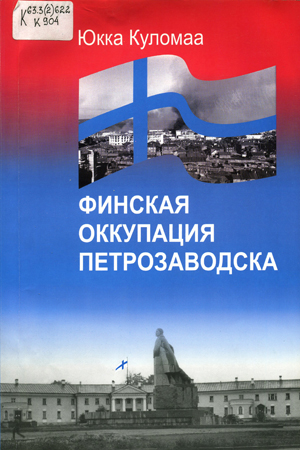 К 63.3(2)622
К 904
Юкка Куломаа
ФИНСКАЯ
ОККУПАЦИЯ
ПЕТРОЗАВОДСКА